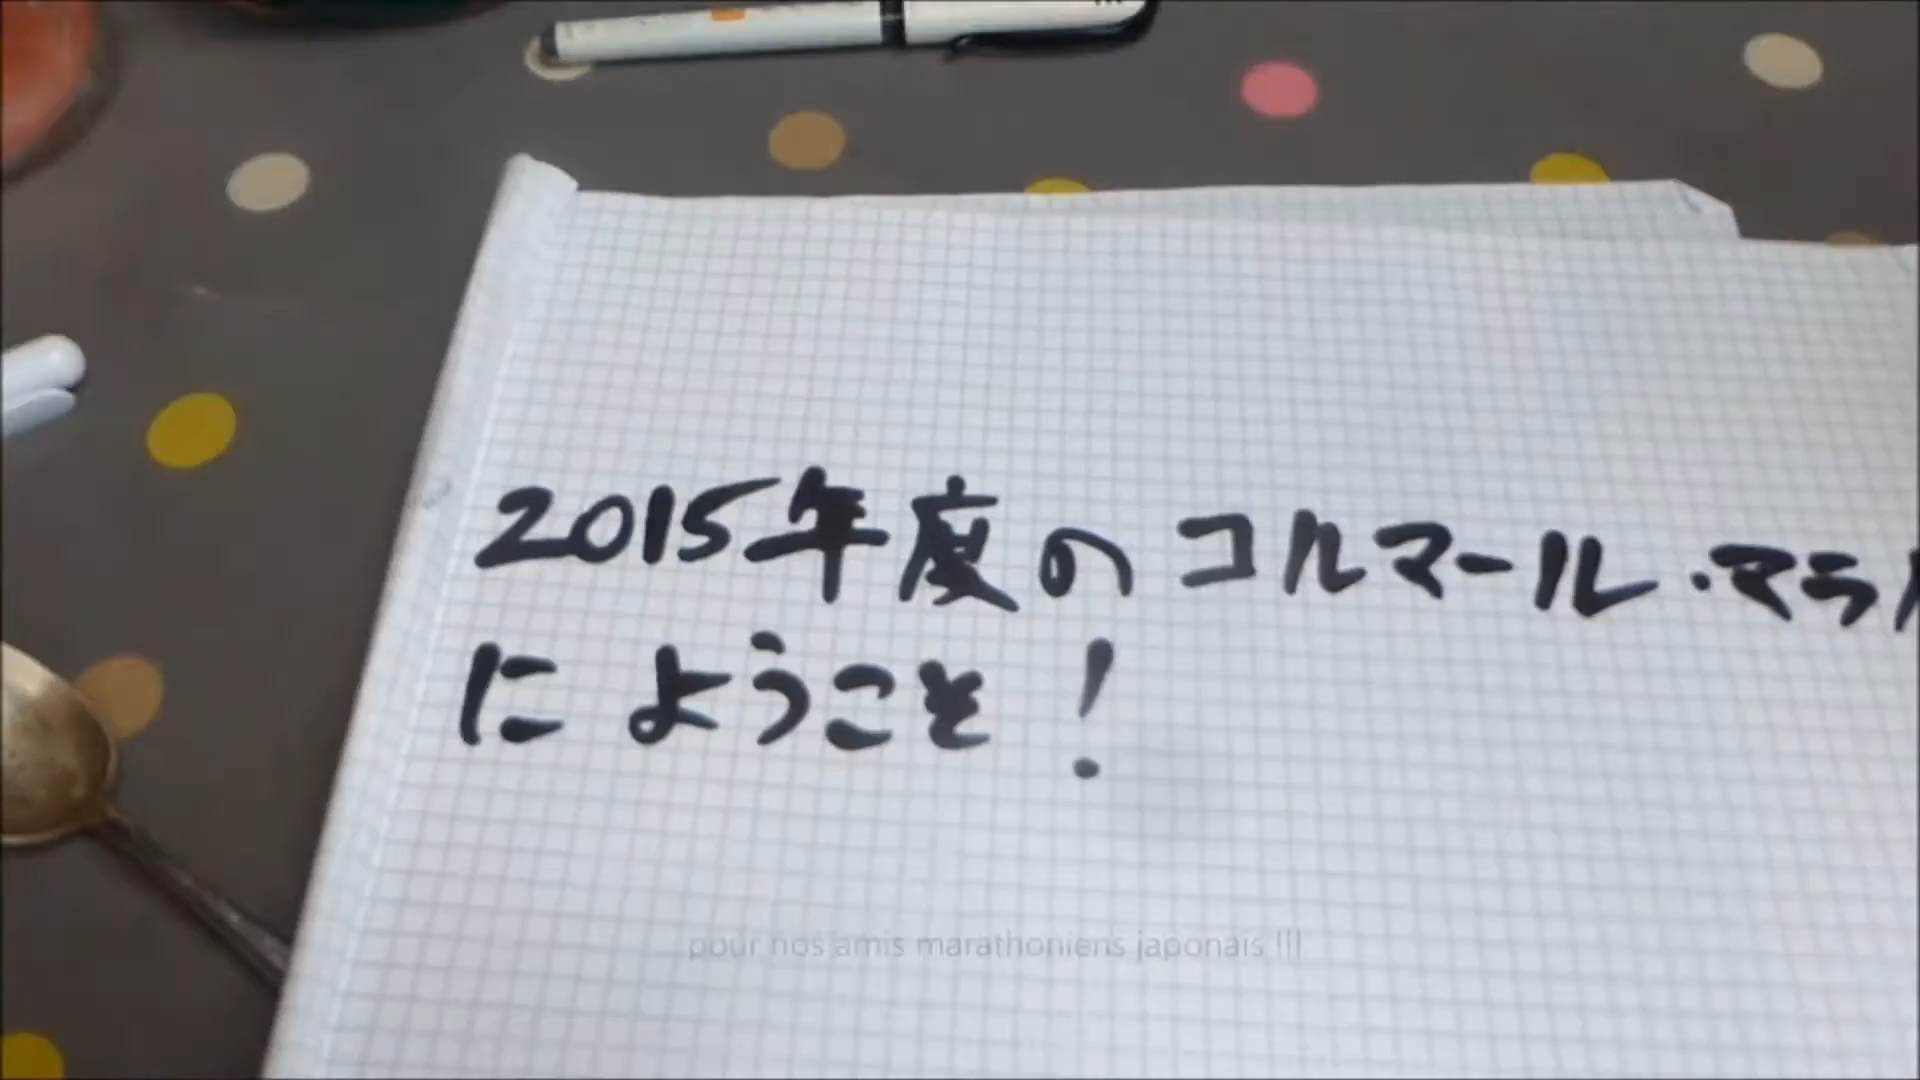 2015年度のコルマール・マラ
にようこそ!
pour nos amis marathoniens japonais !!!